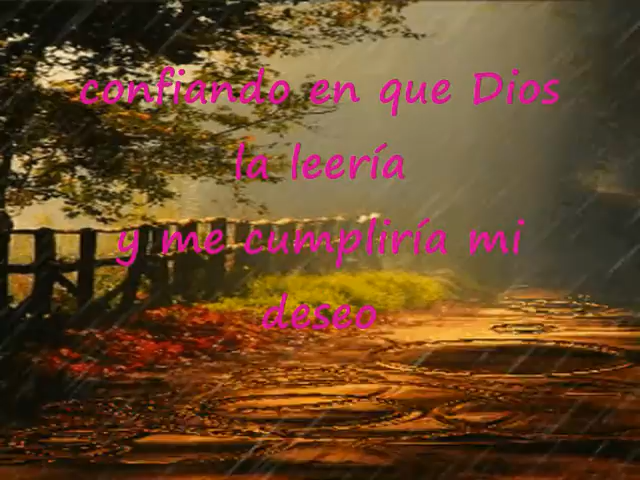 confiando en que Dios
la leería
y me cumpliría mi
deseo